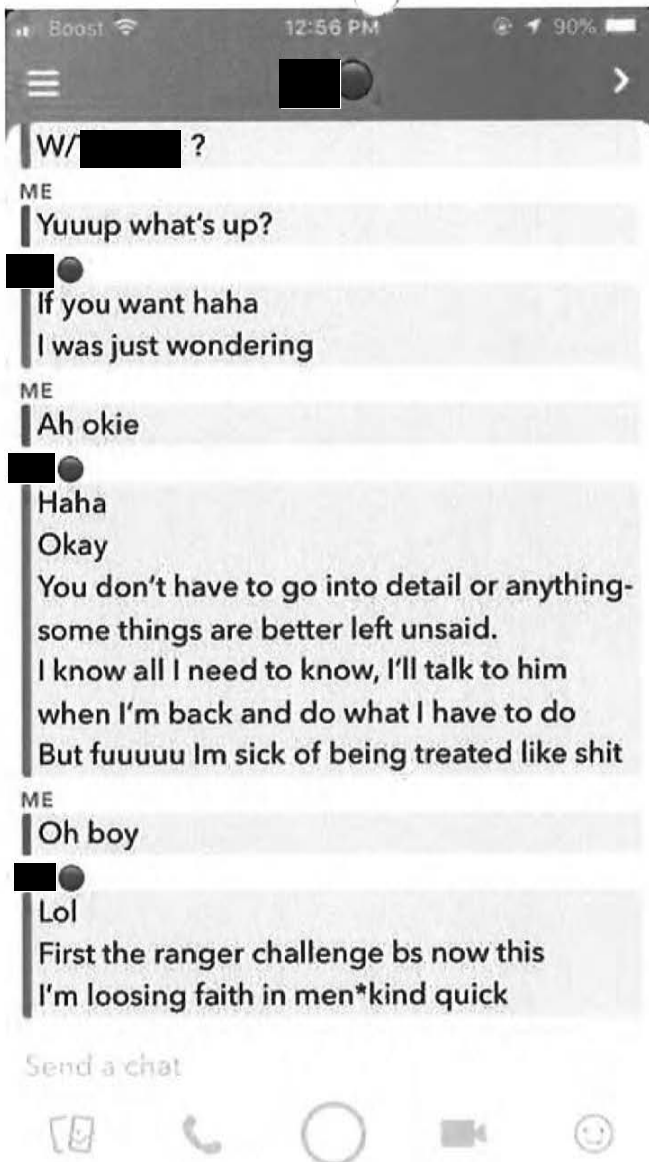 Boost
12:56 PM
90%
W/ ?
ME
Yuuup what's up?
If you want haha
I was just wondering
ME
Ah okie
Haha
Okay
You don't have to go into detail or anything-
some things are better left unsaid.
I know all I need to know, I'll talk to him
when I'm back and do what I have to do
But fuuuuu Im sick of being treated like shit
ME
Oh boy
Lol
First the ranger challenge bs now this
I'm loosing faith in men*kind quick
Send a chat